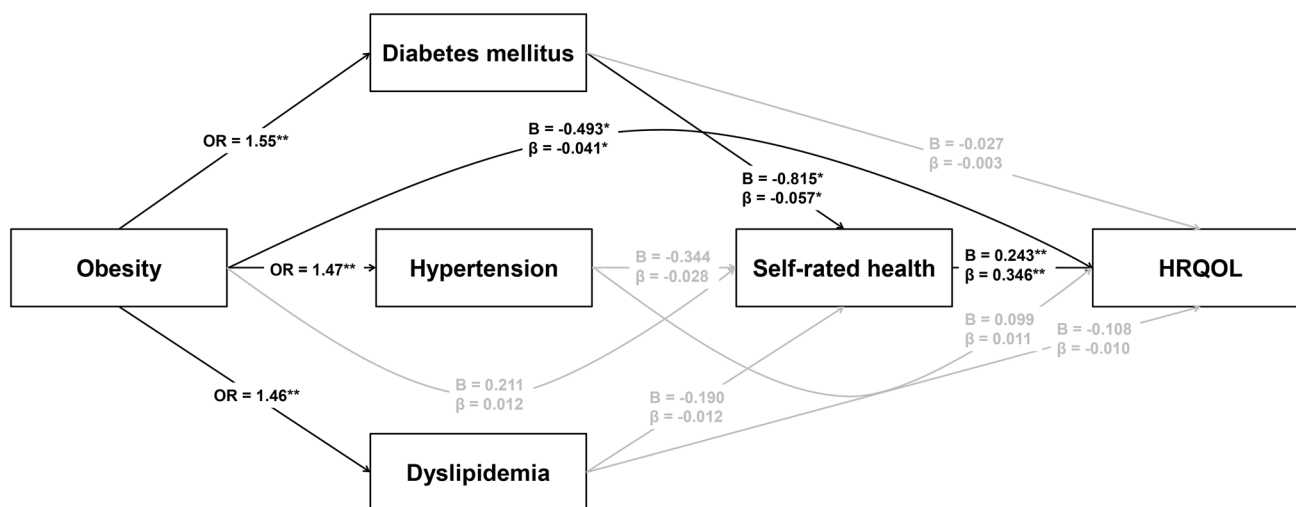 Diabetes mellitus
OR = 1.55**
B = -0.493*
β = -0.041*
B = -0.027
β = -0.003
B = -0.815*
β = -0.057*
Obesity
OR = 1.47**
Hypertension
B = -0.344
β = -0.028
Self-rated health
B = 0.243**
β = 0.346**
HRQOL
B = 0.099
β = 0.011
B = -0.108
β = -0.010
B = 0.211
β = 0.012
OR = 1.46**
B = -0.190
β = -0.012
Dyslipidemia